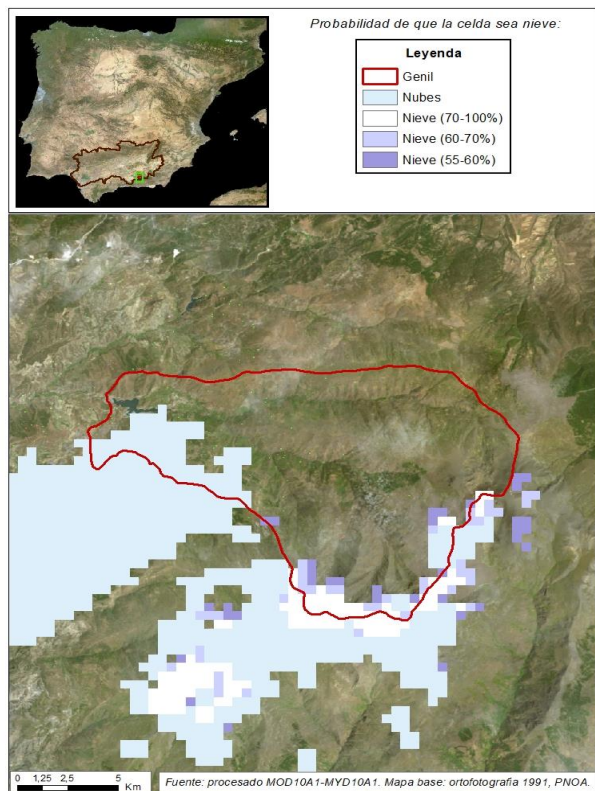 Probabilidad de que la celda sea nieve:
Leyenda
Genil
Nubes
Nieve (70-100%)
Nieve (60-70%)
Nieve (55-60%)
0 1,25 2,5 5
Km
Fuente: procesado MOD10A1-MYD10A1. Mapa base: ortofotografia 1991, PNOA.